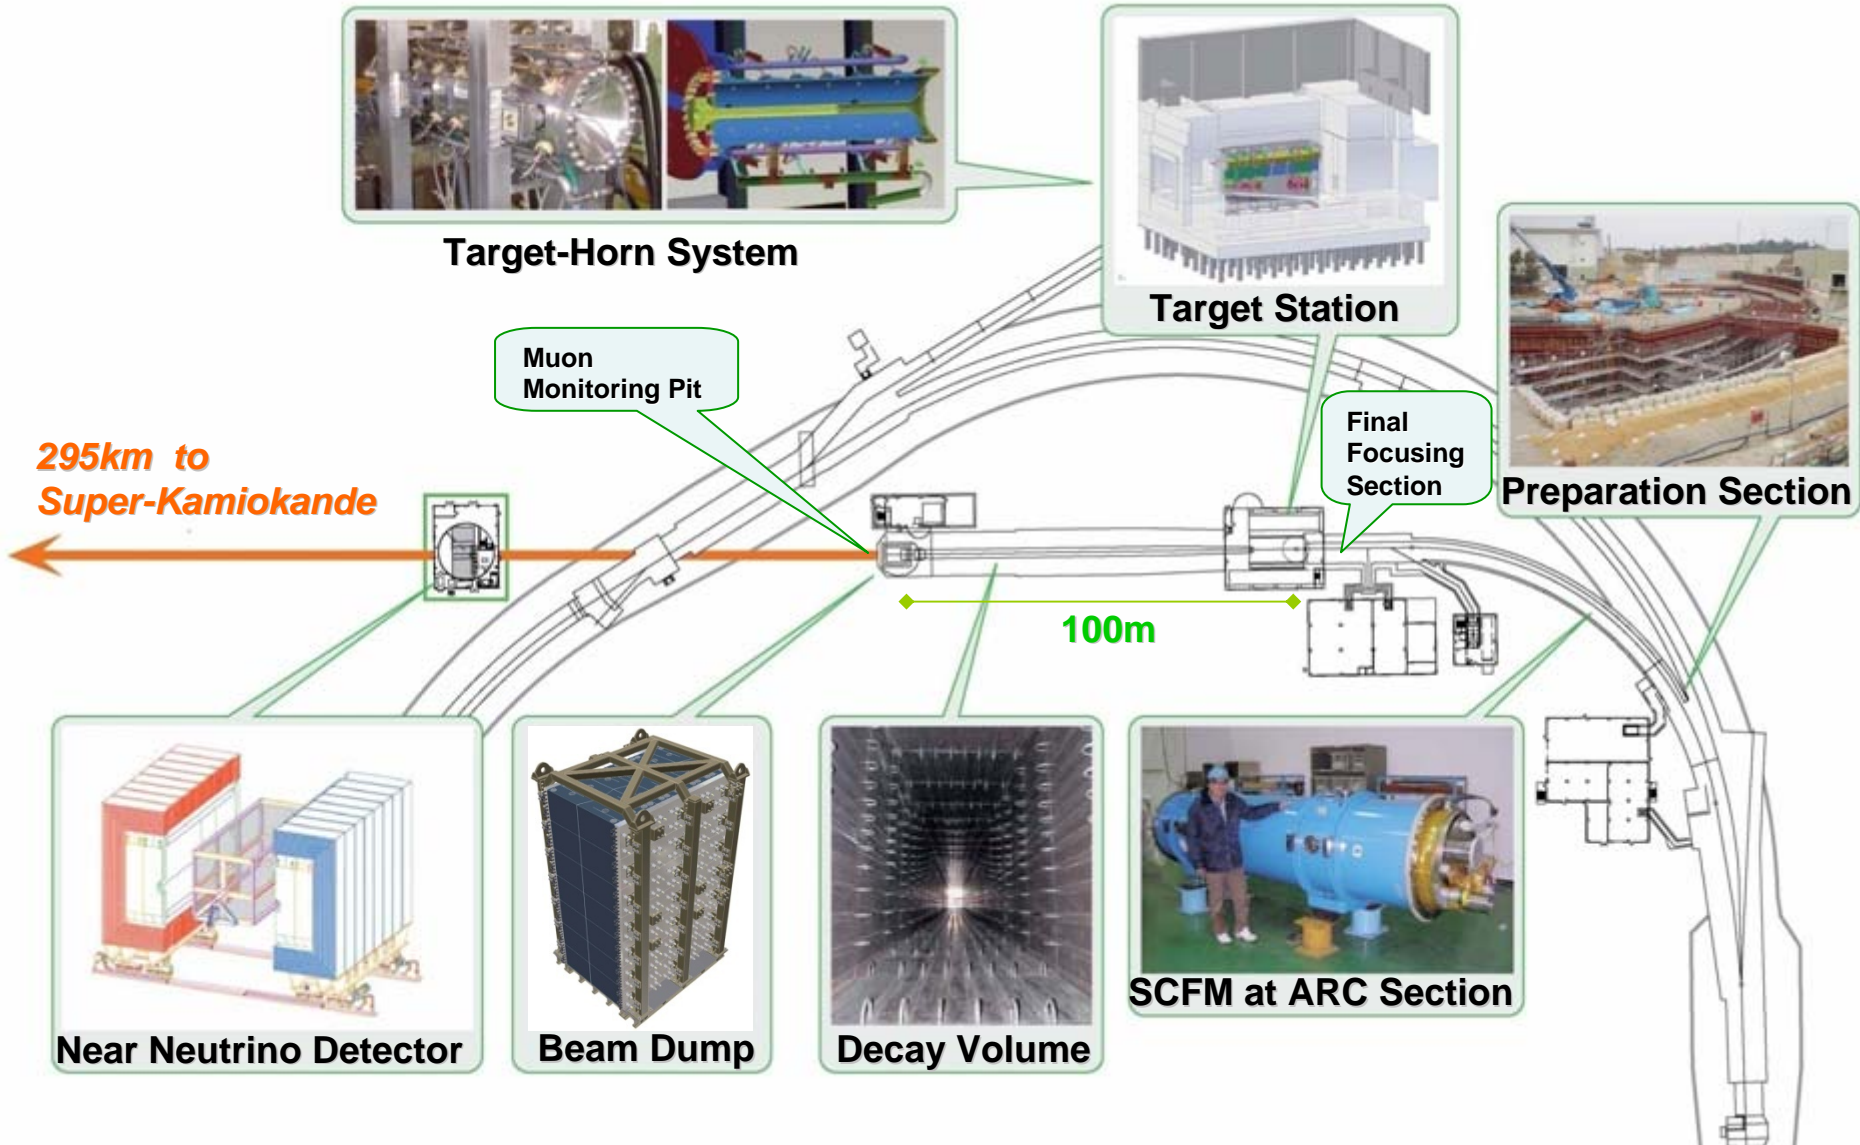 Target-Horn System
Target Station
Muon
Monitoring Pit
Final
Focusing
Section
Preparation Section
295km to
Super-Kamiokande
100m
Near Neutrino Detector
Beam Dump
Decay Volume
SCFM at ARC Section